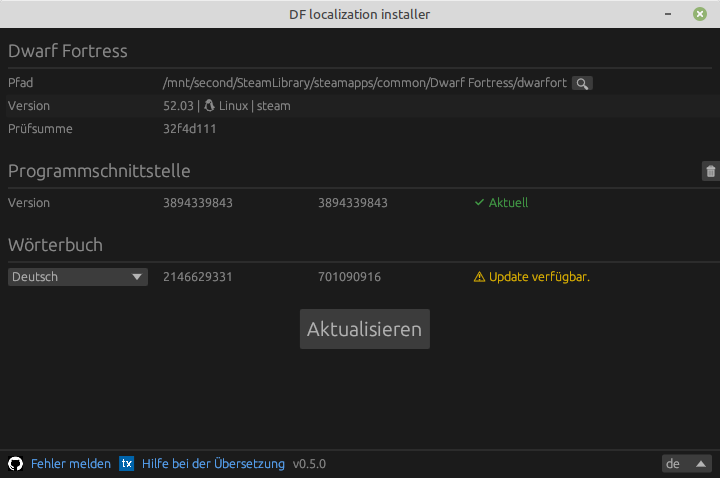 DF localization installer
Dwarf Fortress
Pfad /mnt/second/SteamLibrary/steamapps/common/Dwarf Fortress/dwarfort
Version 52.03 | Linux | steam
Prüfsumme 32f4d111
Programmschnittstelle
Version 3894339843 3894339843 ✓ Aktuell
Wörterbuch
Deutsch 2146629331 701090916 ⚠ Update verfügbar.
Aktualisieren
Fehler melden tx Hilfe bei der Übersetzung v0.5.0 de